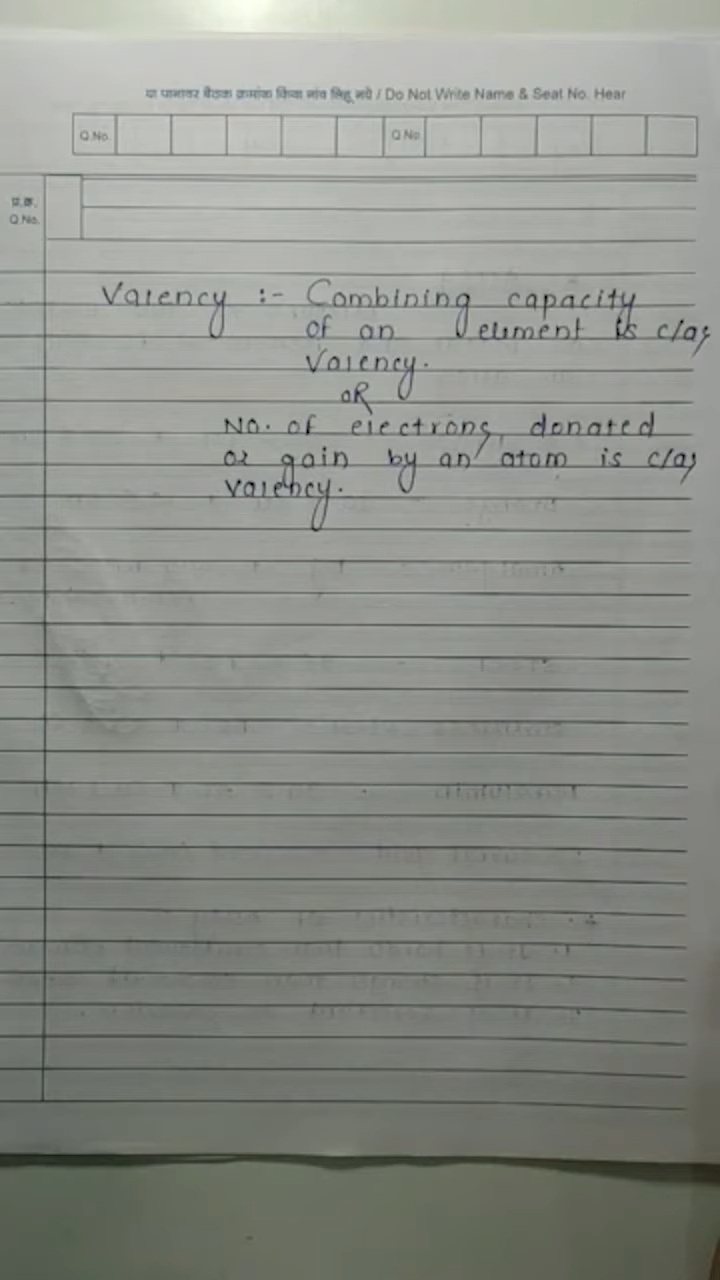 या पानावर बैठक क्रमांक किंवा नांव लिहू नये / Do Not Write Name & Seat No. Hear
Q.No. Q.No.
प्र.क्र.
Q.No.
Valency :- Combining capacity
of an element is c/as
Valency.
OR
No. of electrons, donated
or gain by an atom is c/as
valency.